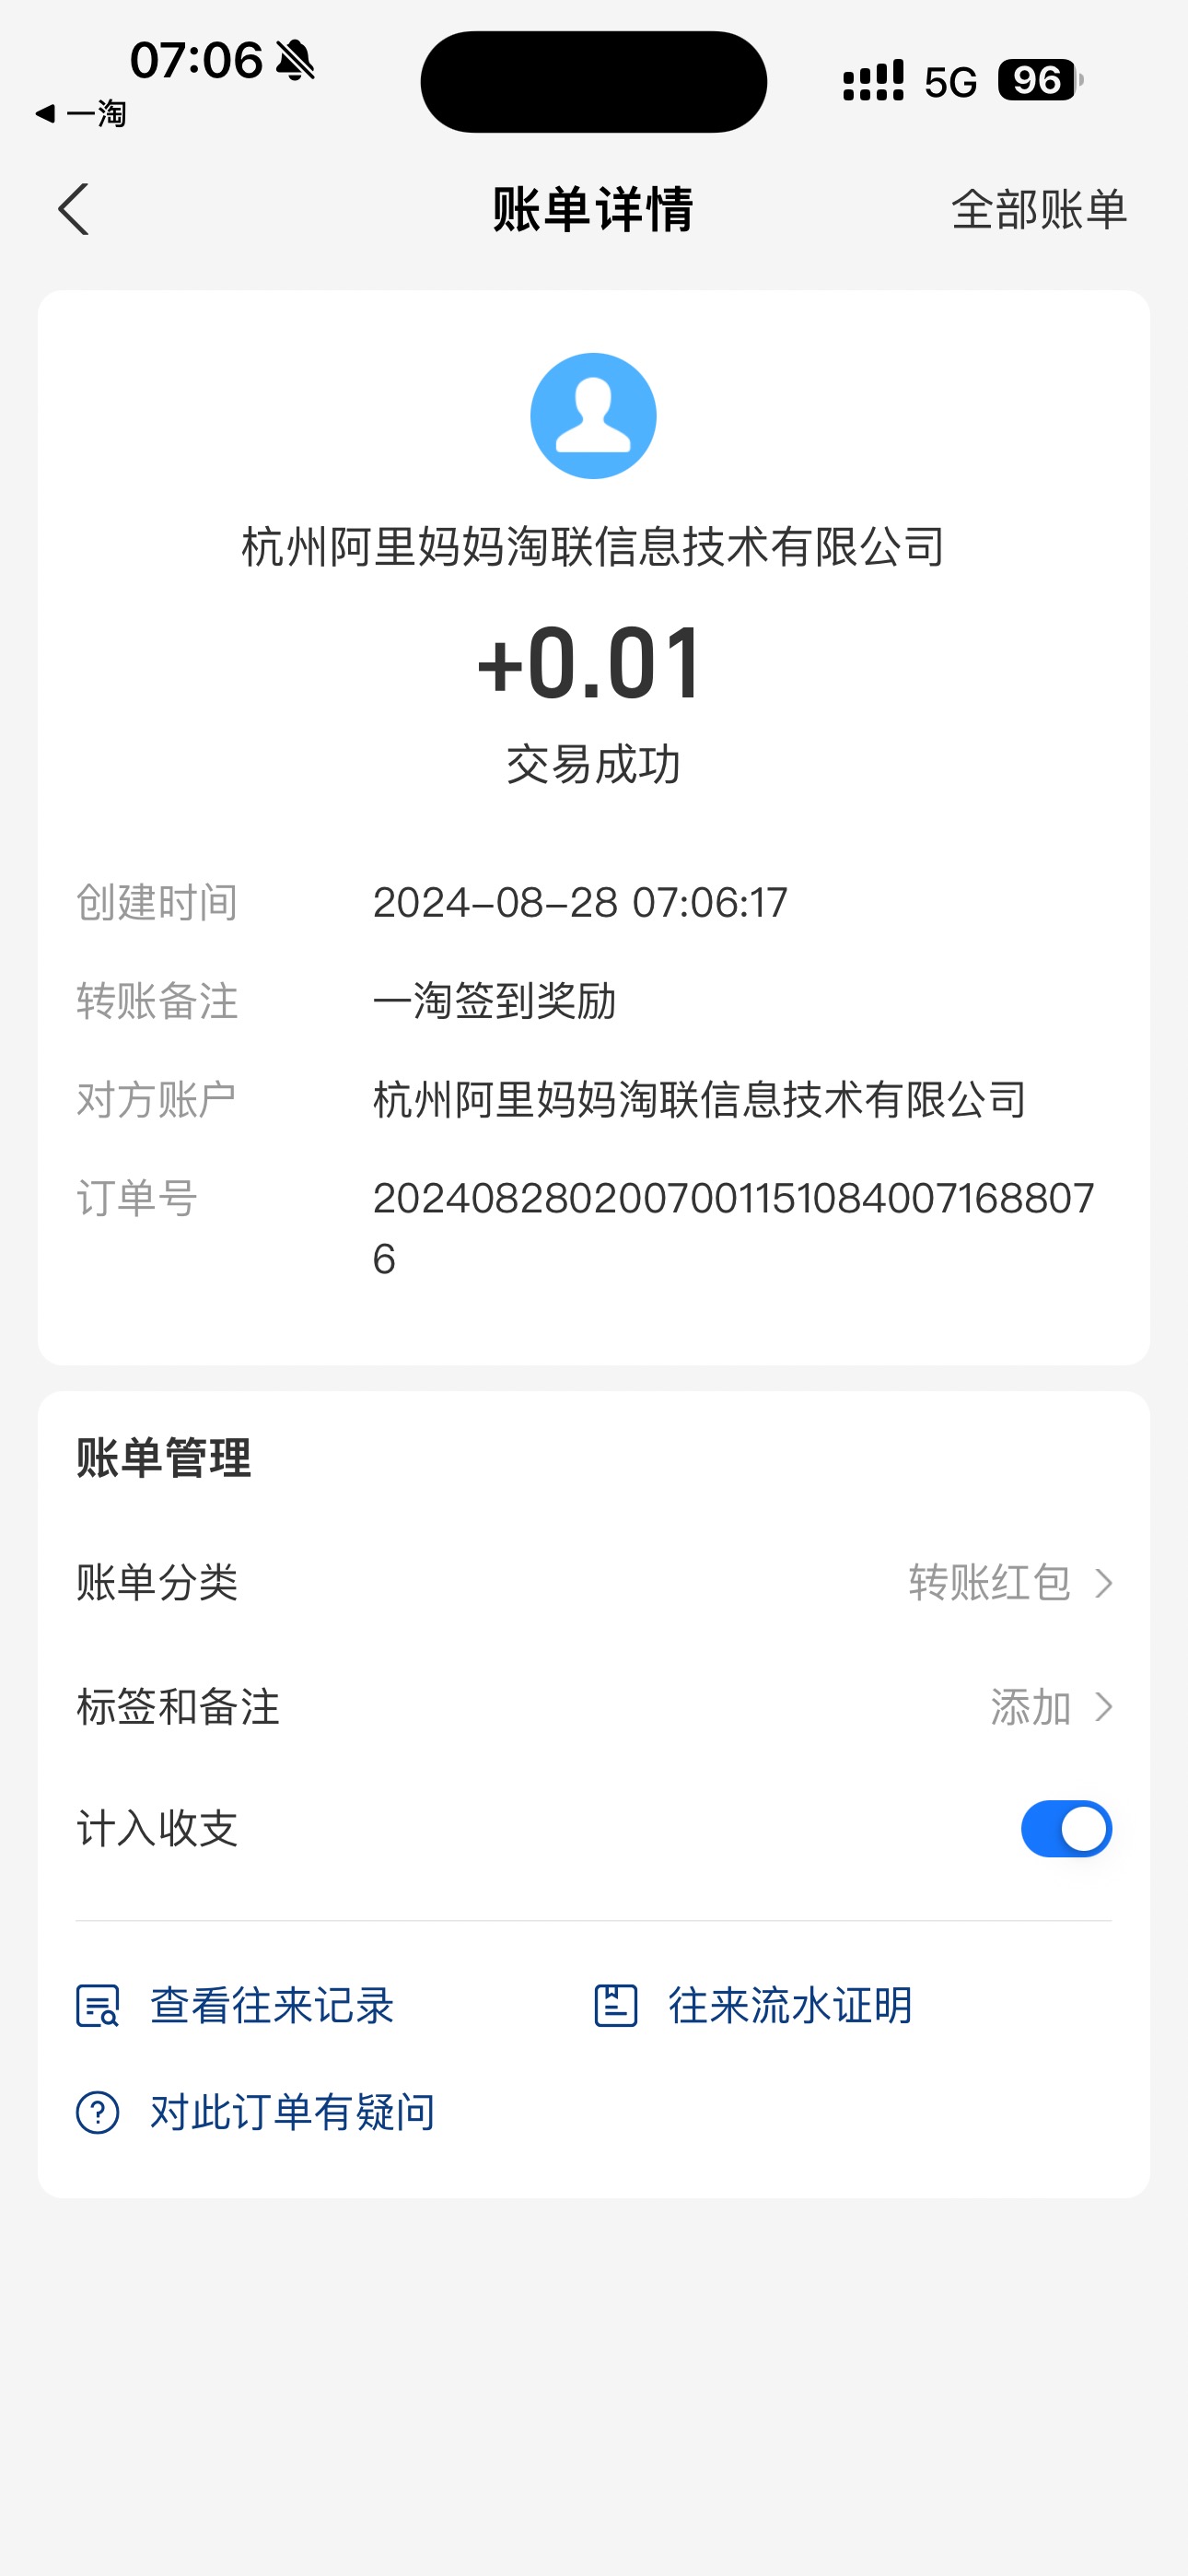 07:06
5G 96
一淘
账单详情
全部账单
杭州阿里妈妈淘联信息技术有限公司
+0.01
交易成功
创建时间 2024-08-28 07:06:17
转账备注 一淘签到奖励
对方账户 杭州阿里妈妈淘联信息技术有限公司
订单号 202408280200700115108400716880​7
6
账单管理
账单分类 转账红包
标签和备注 添加
计入收支
查看往来记录 往来流水证明
对此订单有疑问